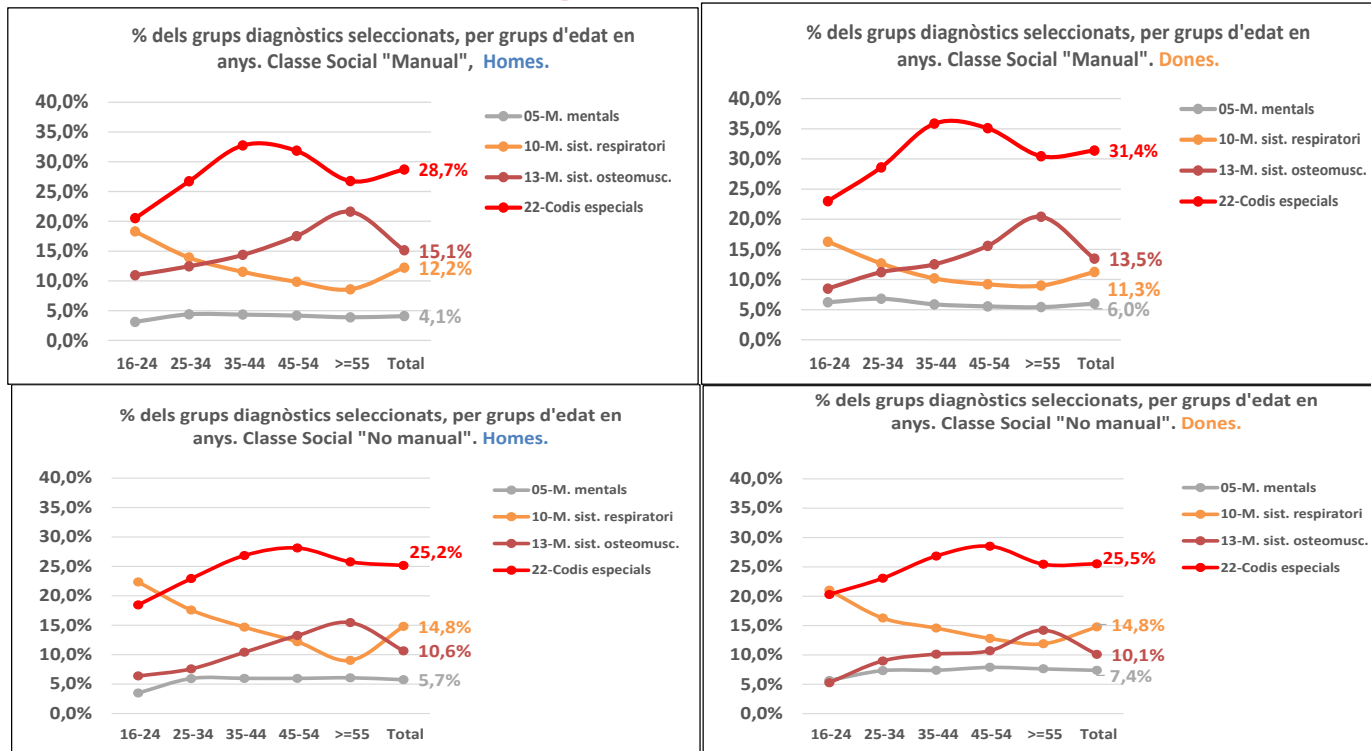 % dels grups diagnòstics seleccionats, per grups d'edat en
anys. Classe Social "Manual", Homes.
40,0%
35,0%
30,0%
25,0%
20,0%
15,0%
10,0%
5,0%
0,0%
16-24 25-34 35-44 45-54 >=55 Total
05-M. mentals
10-M. sist. respiratori
13-M. sist. osteomusc.
22-Codis especials
28,7%
15,1%
12,2%
4,1%
% dels grups diagnòstics seleccionats, per grups d'edat en
anys. Classe Social "Manual". Dones.
40,0%
35,0%
30,0%
25,0%
20,0%
15,0%
10,0%
5,0%
0,0%
16-24 25-34 35-44 45-54 >=55 Total
05-M. mentals
10-M. sist. respiratori
13-M. sist. osteomusc.
22-Codis especials
31,4%
13,5%
11,3%
6,0%
% dels grups diagnòstics seleccionats, per grups d'edat en
anys. Classe Social "No manual". Homes.
40,0%
35,0%
30,0%
25,0%
20,0%
15,0%
10,0%
5,0%
0,0%
16-24 25-34 35-44 45-54 >=55 Total
05-M. mentals
10-M. sist. respiratori
13-M. sist. osteomusc.
22-Codis especials
25,2%
14,8%
10,6%
5,7%
% dels grups diagnòstics seleccionats, per grups d'edat en
anys. Classe Social "No manual". Dones.
40,0%
35,0%
30,0%
25,0%
20,0%
15,0%
10,0%
5,0%
0,0%
16-24 25-34 35-44 45-54 >=55 Total
05-M. mentals
10-M. sist. respiratori
13-M. sist. osteomusc.
22-Codis especials
25,5%
14,8%
10,1%
7,4%